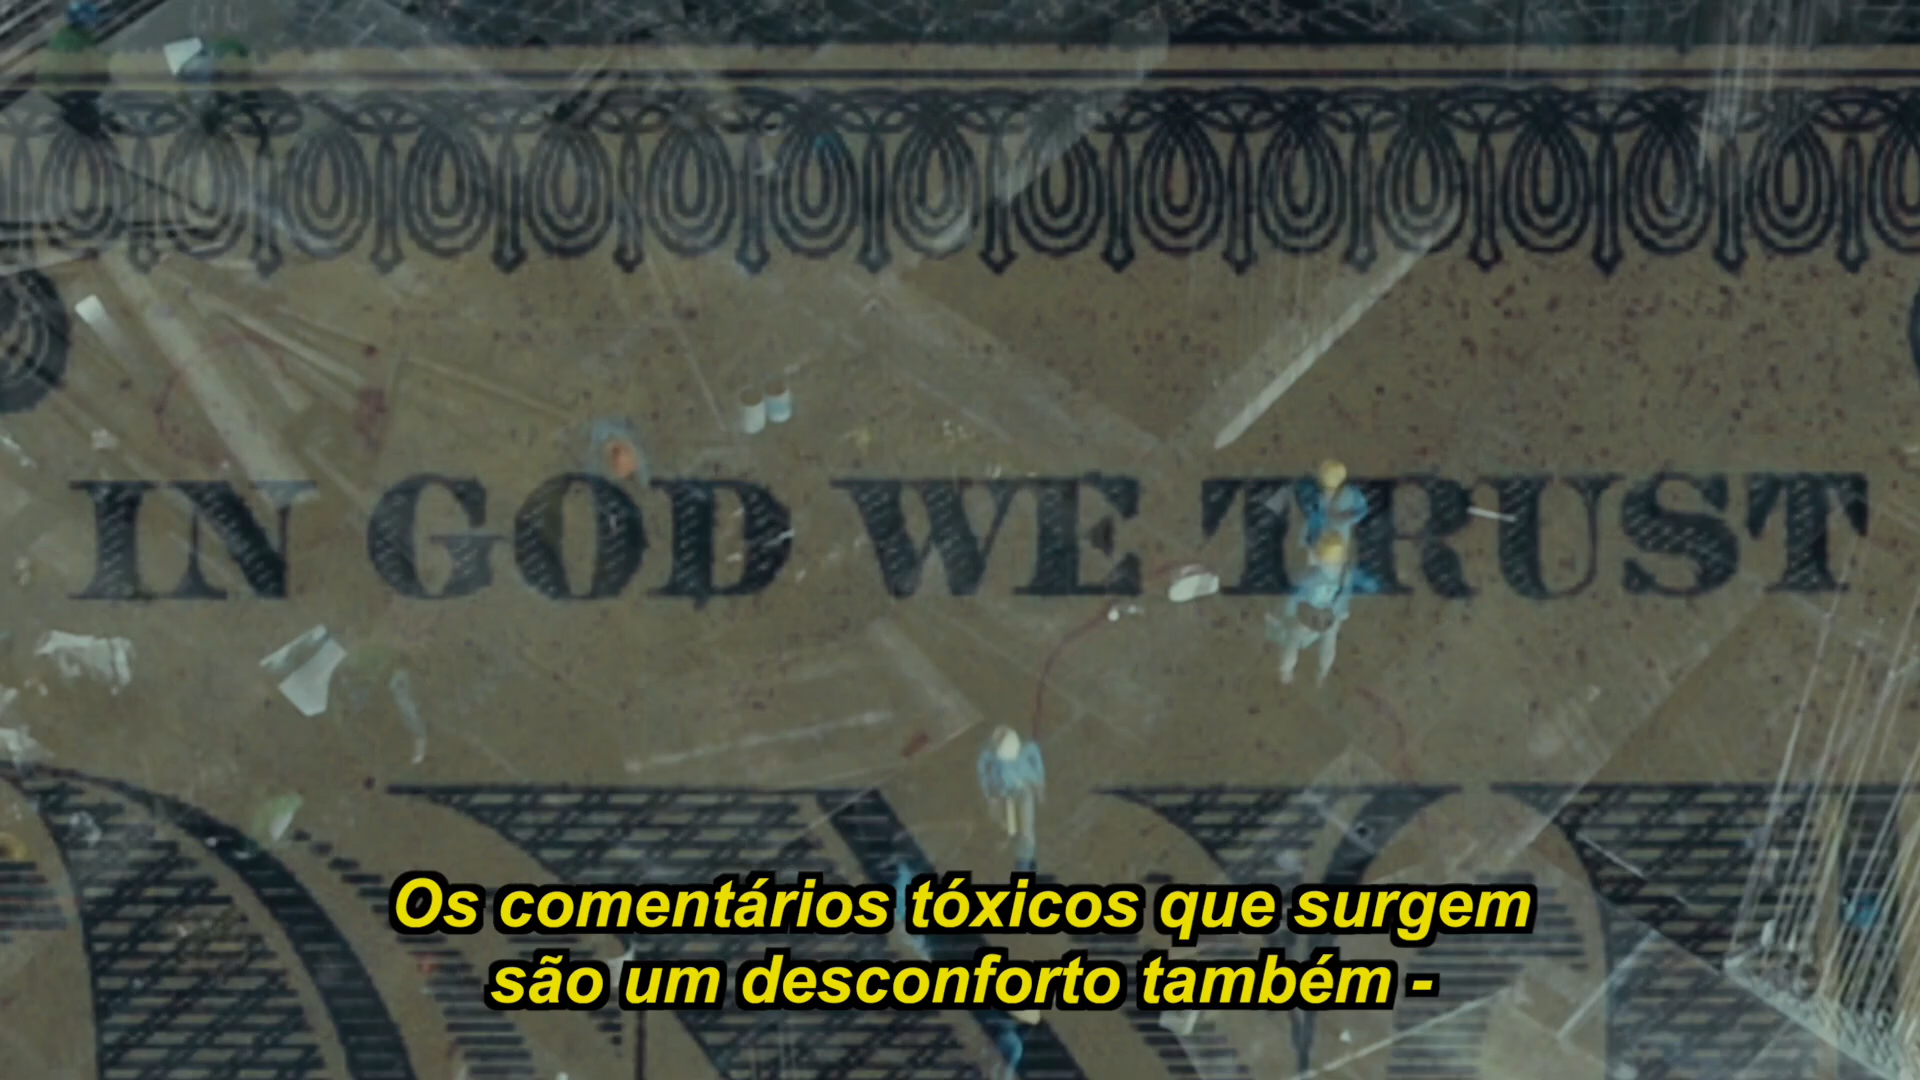 IN GOD WE TRUST
Os comentários tóxicos que surgem
são um desconforto também -